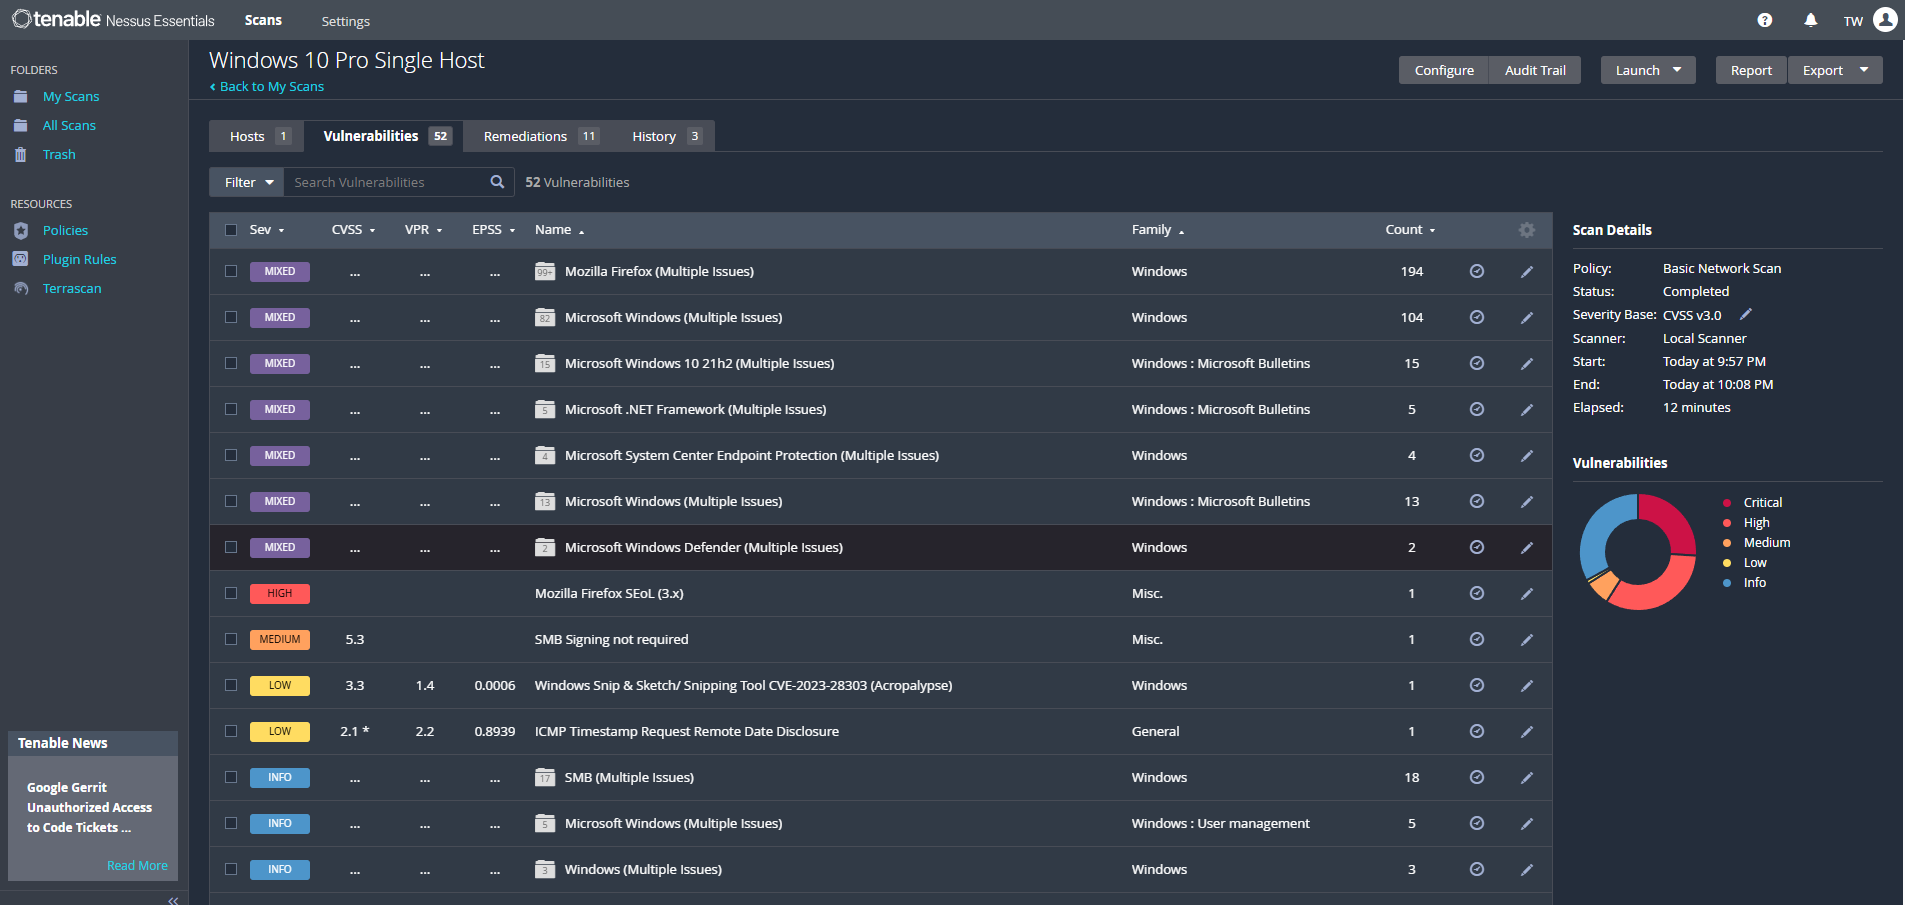 tenable Nessus Essentials Scans Settings TW
FOLDERS
My Scans
All Scans
Trash
RESOURCES
Policies
Plugin Rules
Terrascan
Tenable News
Google Gerrit
Unauthorized Access
to Code Tickets ...
Read More
Windows 10 Pro Single Host
Back to My Scans
Configure Audit Trail Launch Report Export
Hosts 1 Vulnerabilities 52 Remediations 11 History 3
Filter Search Vulnerabilities 52 Vulnerabilities
Sev CVSS VPR EPSS Name Family Count
MIXED ... ... ... 99+ Mozilla Firefox (Multiple Issues) Windows 194
MIXED ... ... ... 82 Microsoft Windows (Multiple Issues) Windows 104
MIXED ... ... ... 15 Microsoft Windows 10 21h2 (Multiple Issues) Windows : Microsoft Bulletins 15
MIXED ... ... ... 5 Microsoft .NET Framework (Multiple Issues) Windows : Microsoft Bulletins 5
MIXED ... ... ... 4 Microsoft System Center Endpoint Protection (Multiple Issues) Windows 4
MIXED ... ... ... 13 Microsoft Windows (Multiple Issues) Windows : Microsoft Bulletins 13
MIXED ... ... ... 2 Microsoft Windows Defender (Multiple Issues) Windows 2
HIGH Mozilla Firefox SEoL (3.x) Misc. 1
MEDIUM 5.3 SMB Signing not required Misc. 1
LOW 3.3 1.4 0.0006 Windows Snip & Sketch/ Snipping Tool CVE-2023-28303 (Acropalypse) Windows 1
LOW 2.1 * 2.2 0.8939 ICMP Timestamp Request Remote Date Disclosure General 1
INFO ... ... ... 17 SMB (Multiple Issues) Windows 18
INFO ... ... ... 5 Microsoft Windows (Multiple Issues) Windows : User management 5
INFO ... ... ... 3 Windows (Multiple Issues) Windows 3
Scan Details
Policy: Basic Network Scan
Status: Completed
Severity Base: CVSS v3.0
Scanner: Local Scanner
Start: Today at 9:57 PM
End: Today at 10:08 PM
Elapsed: 12 minutes
Vulnerabilities
Critical
High
Medium
Low
Info